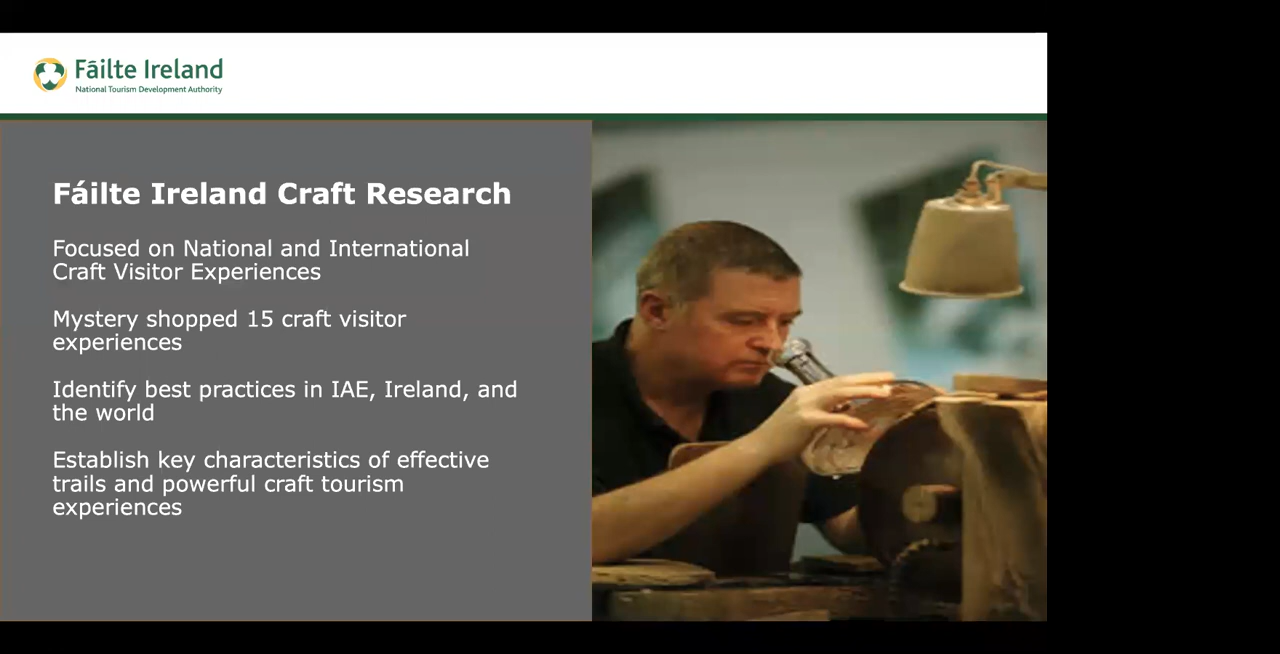 Fáilte Ireland
National Tourism Development Authority
Fáilte Ireland Craft Research
Focused on National and International
Craft Visitor Experiences
Mystery shopped 15 craft visitor
experiences
Identify best practices in IAE, Ireland, and
the world
Establish key characteristics of effective
trails and powerful craft tourism
experiences